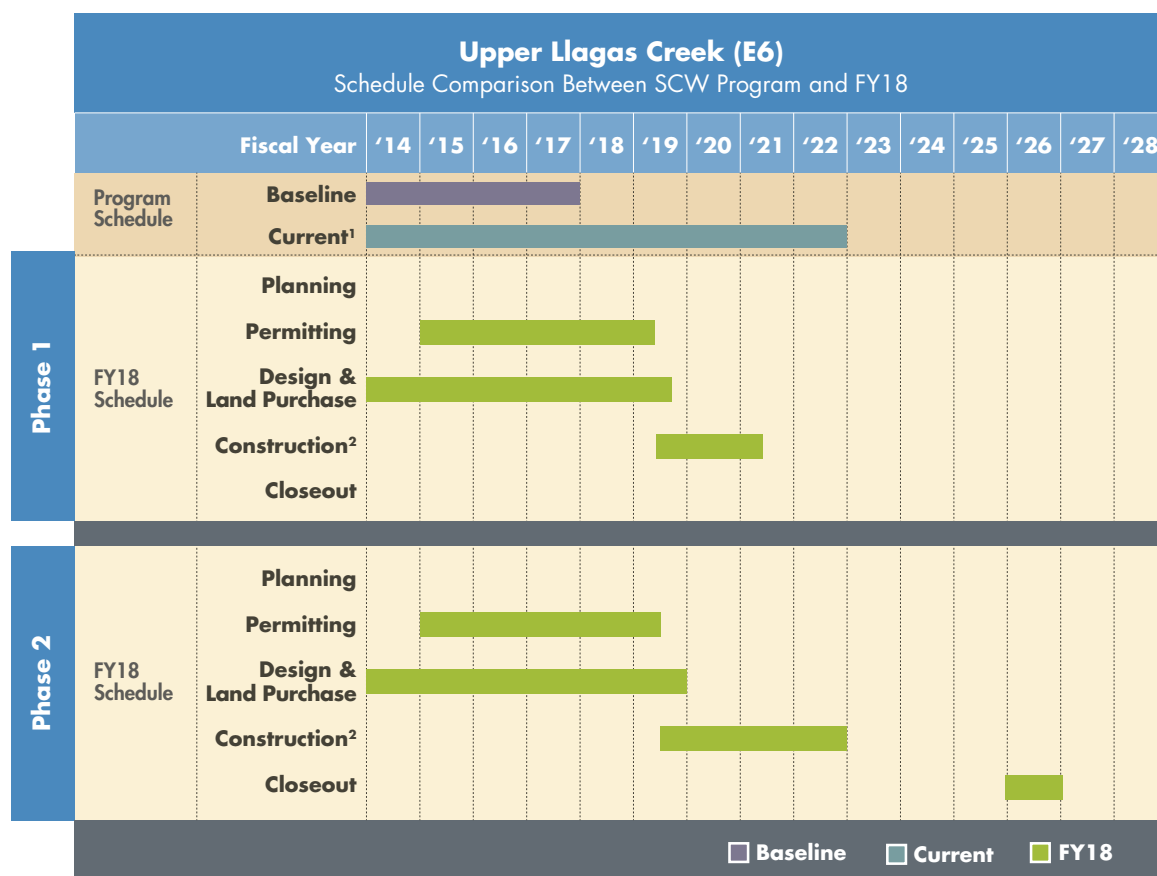 Upper Llagas Creek (E6)
Schedule Comparison Between SCW Program and FY18
Fiscal Year ‘14 ‘15 ‘16 ‘17 ‘18 ‘19 ‘20 ‘21 ‘22 ‘23 ‘24 ‘25 ‘26 ‘27 ‘28
Program
Schedule
Baseline
Current¹
Phase 1
FY18
Schedule
Planning
Permitting
Design &
Land Purchase
Construction²
Closeout
Phase 2
FY18
Schedule
Planning
Permitting
Design &
Land Purchase
Construction²
Closeout
Baseline Current FY18